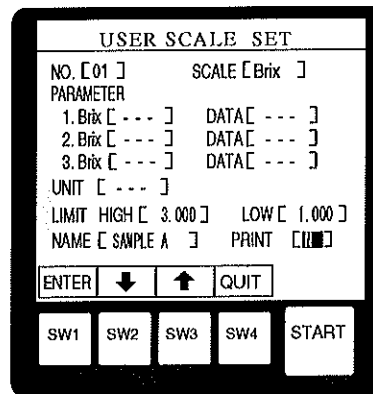 USER SCALE SET
NO. [ 01 ] SCALE [ Brix ]
PARAMETER
1. Brix [ - - - ] DATA [ - - - ]
2. Brix [ - - - ] DATA [ - - - ]
3. Brix [ - - - ] DATA [ - - - ]
UNIT [ - - - ]
LIMIT HIGH [ 3.000 ] LOW [ 1.000 ]
NAME [ SAMPLE A ] PRINT
ENTER ⬇ ⬆ QUIT
SW1 SW2 SW3 SW4 START